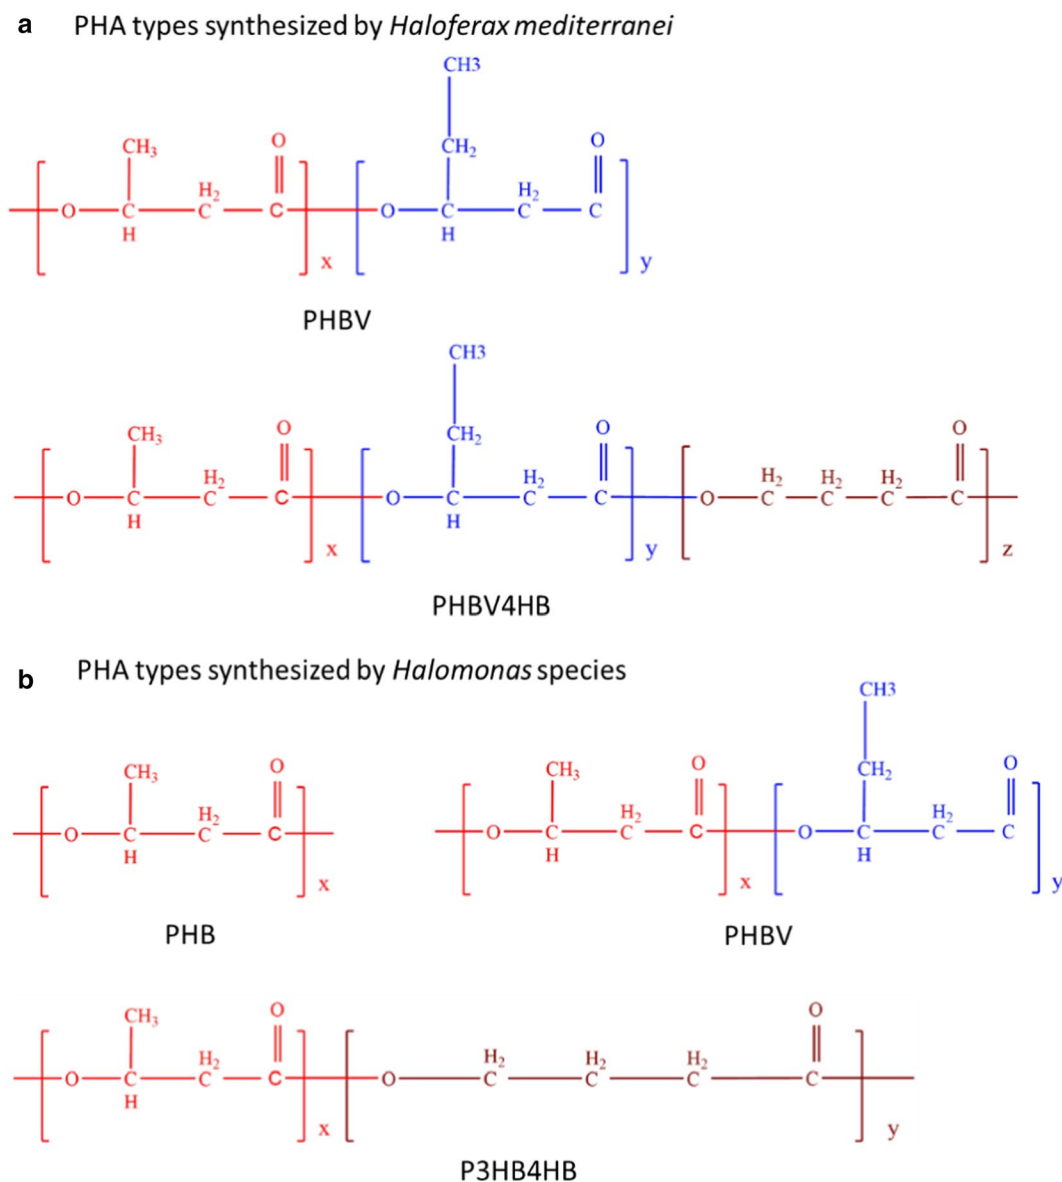 a PHA types synthesized by Haloferax mediterranei
CH3
CH₃ O CH₂ O
H₂ H₂
O C C C O C C C
H H
x y
PHBV
CH3
CH₃ O CH₂ O O
H₂ H₂ H₂ H₂ H₂
O C C C O C C C O C C C C
H H
x y z
PHBV4HB
b PHA types synthesized by Halomonas species
CH3
CH₃ O CH₃ O CH₂ O
H₂ H₂ H₂
O C C C O C C C O C C C
H H H
x x y
PHB PHBV
CH₃ O O
H₂ H₂ H₂ H₂
O C C C O C C C C
H
x y
P3HB4HB